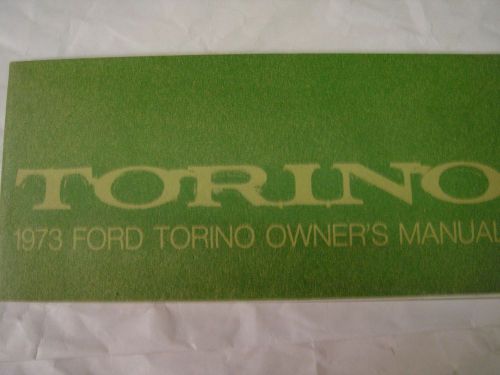 TORINO
1973 FORD TORINO OWNER'S MANUAL